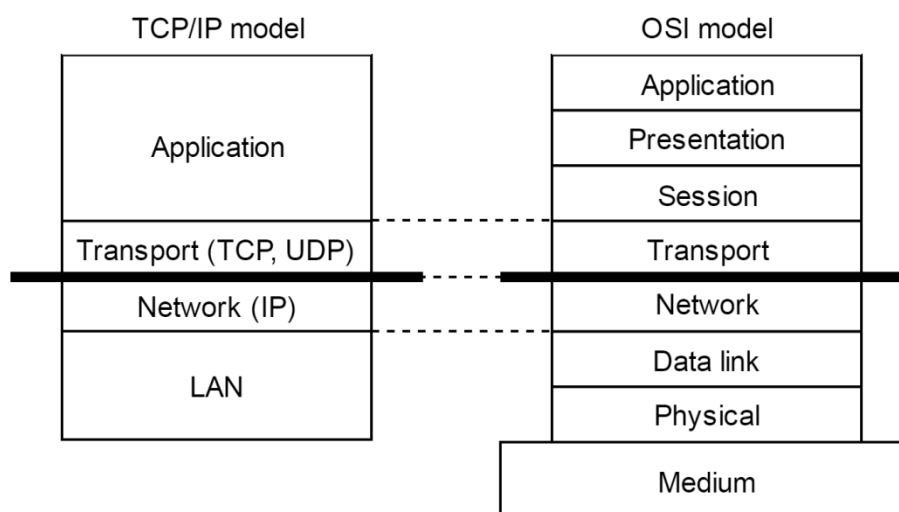 TCP/IP model
Application
Transport (TCP, UDP)
Network (IP)
LAN
OSI model
Application
Presentation
Session
Transport
Network
Data link
Physical
Medium